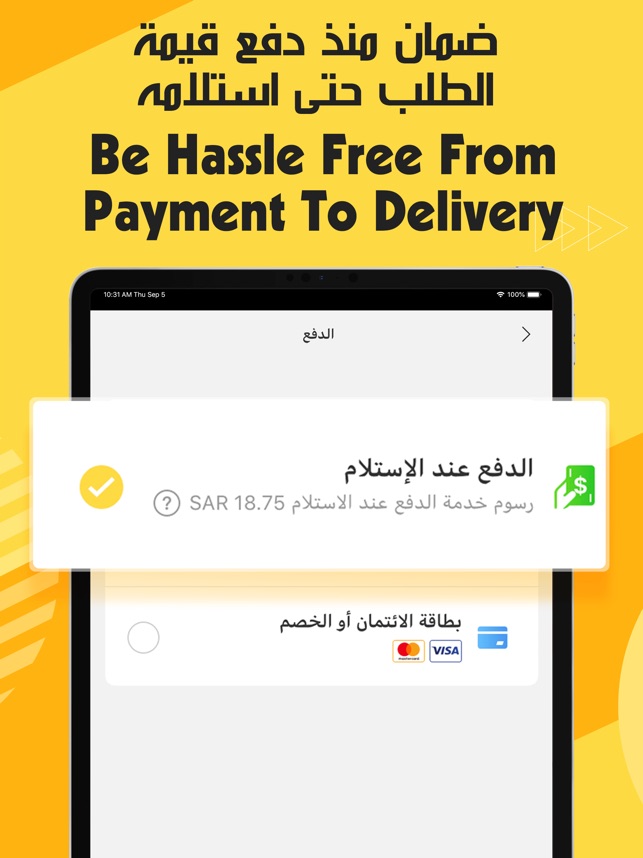 ضمان منذ دفع قيمة
الطلب حتى استلامه
Be Hassle Free From
Payment To Delivery
10:31 AM Thu Sep 5
100%
الدفع
الدفع عند الإستلام
رسوم خدمة الدفع عند الاستلام SAR 18.75 ?
$
بطاقة الائتمان أو الخصم
mastercard
VISA